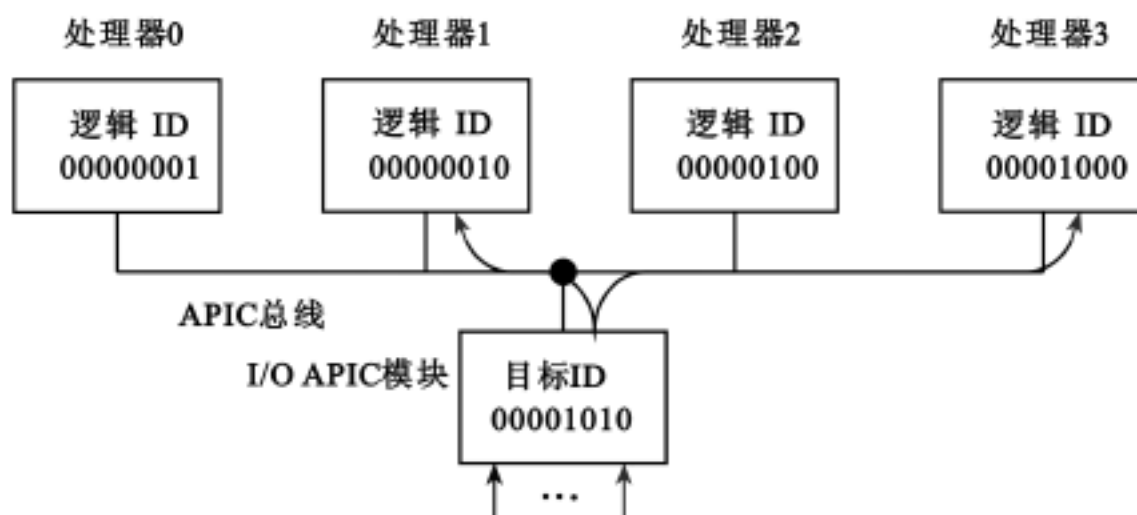 处理器0 处理器1 处理器2 处理器3
逻辑 ID 逻辑 ID 逻辑 ID 逻辑 ID
00000001 00000010 00000100 00001000
APIC总线
I/O APIC模块
目标ID
00001010
…